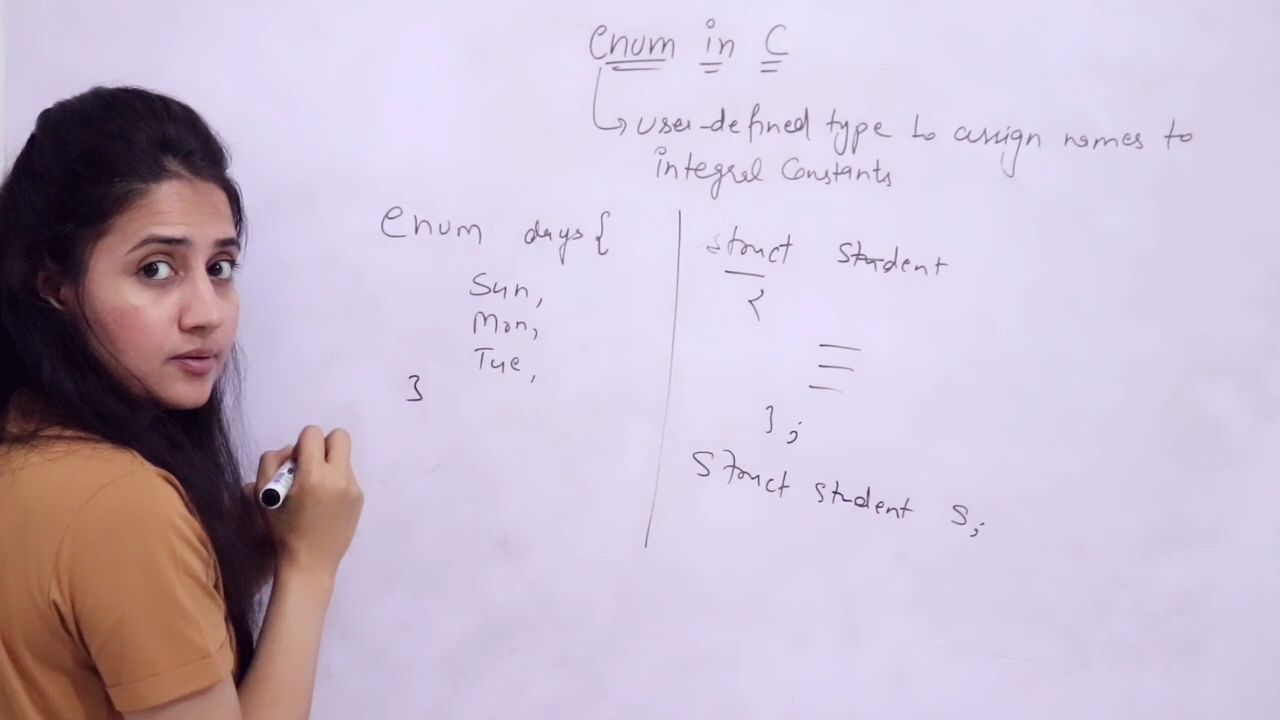 enum in C
user-defined type to assign names to
integral Constants
enum days{
Sun,
Mon,
Tue,
}
struct student
{
};
struct student s;